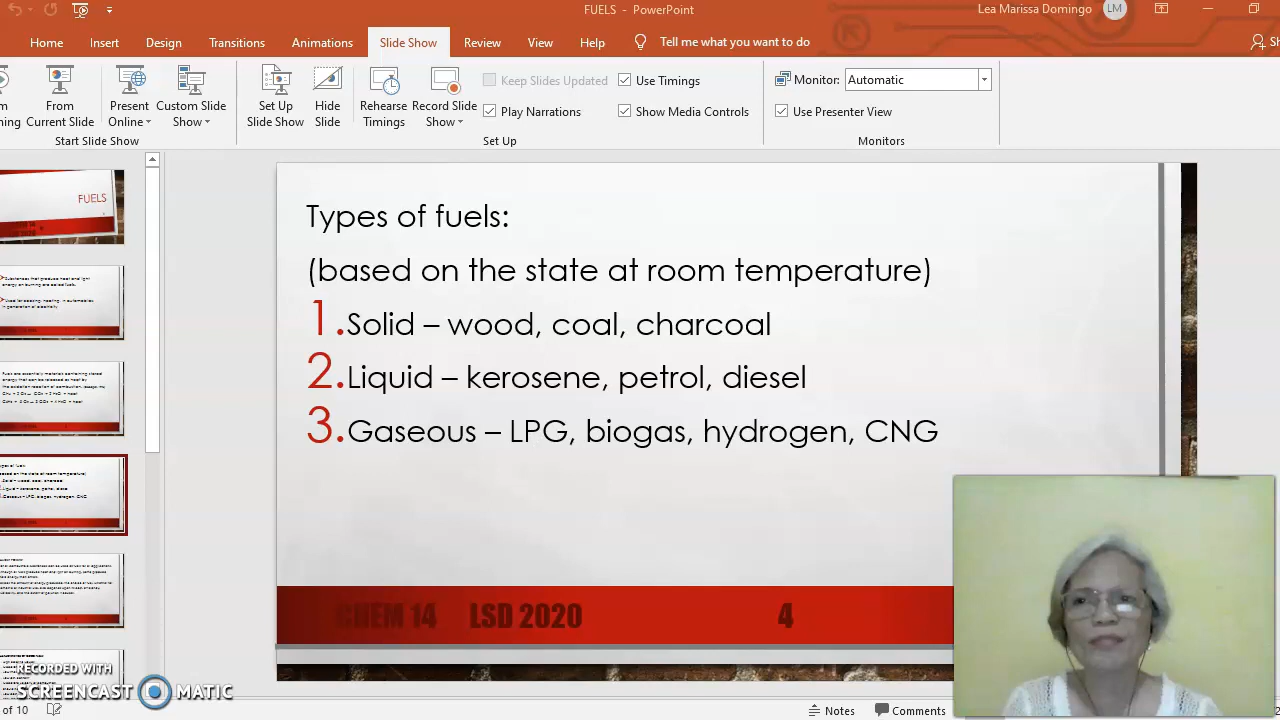 FUELS - PowerPoint
Lea Marissa Domingo LM
Home Insert Design Transitions Animations Slide Show Review View Help Tell me what you want to do
From Current Slide
Present Online
Custom Slide Show
Set Up Slide Show
Hide Slide
Rehearse Timings
Record Slide Show
Keep Slides Updated
Play Narrations
Use Timings
Show Media Controls
Monitor: Automatic
Use Presenter View
Start Slide Show
Set Up
Monitors
FUELS
Types of fuels:
(based on the state at room temperature)
1. Solid – wood, coal, charcoal
2. Liquid – kerosene, petrol, diesel
3. Gaseous – LPG, biogas, hydrogen, CNG
CHEM 14 LSD 2020 4
RECORDED WITH
SCREENCAST MATIC
of 10
Notes
Comments